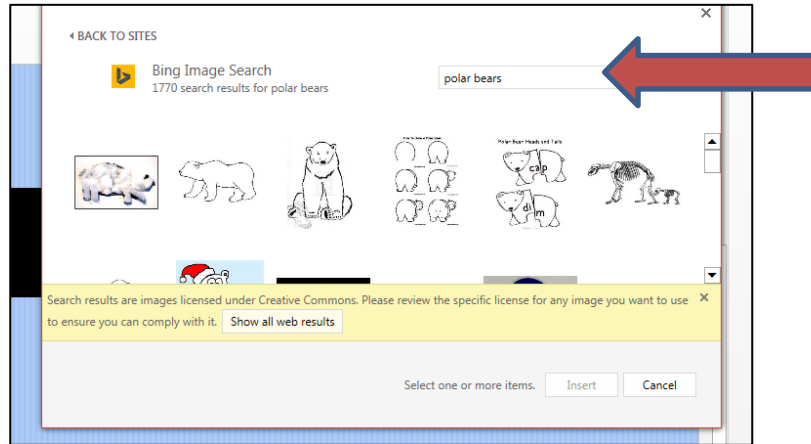 BACK TO SITES
Bing Image Search
1770 search results for polar bears
polar bears
Polar Bear Heads and Tails
calp
di m
Search results are images licensed under Creative Commons. Please review the specific license for any image you want to use
to ensure you can comply with it. Show all web results
Select one or more items. Insert Cancel